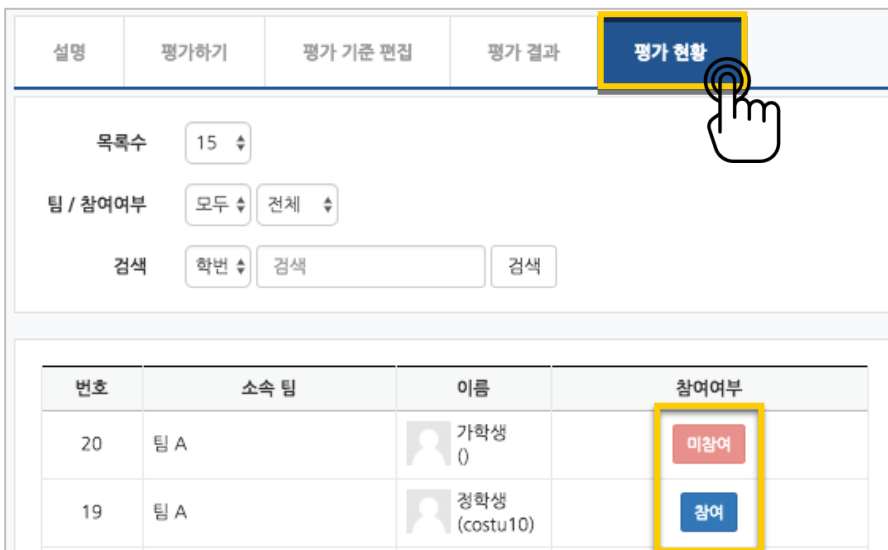 설명 평가하기 평가 기준 편집 평가 결과 평가 현황
목록수 15
팀 / 참여여부 모두 전체
검색 학번 검색 검색
번호 소속 팀 이름 참여여부
20 팀 A 가학생 미참여
()
19 팀 A 정학생 참여
(costu10)